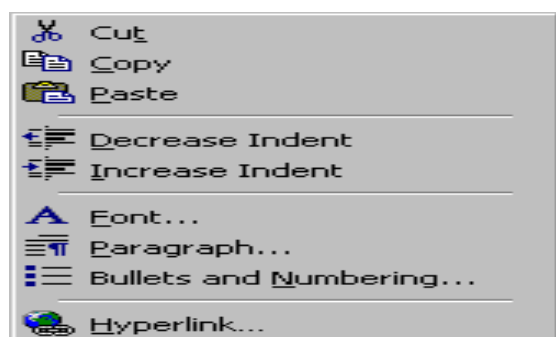 Cut
Copy
Paste
Decrease Indent
Increase Indent
Font...
Paragraph...
Bullets and Numbering...
Hyperlink...